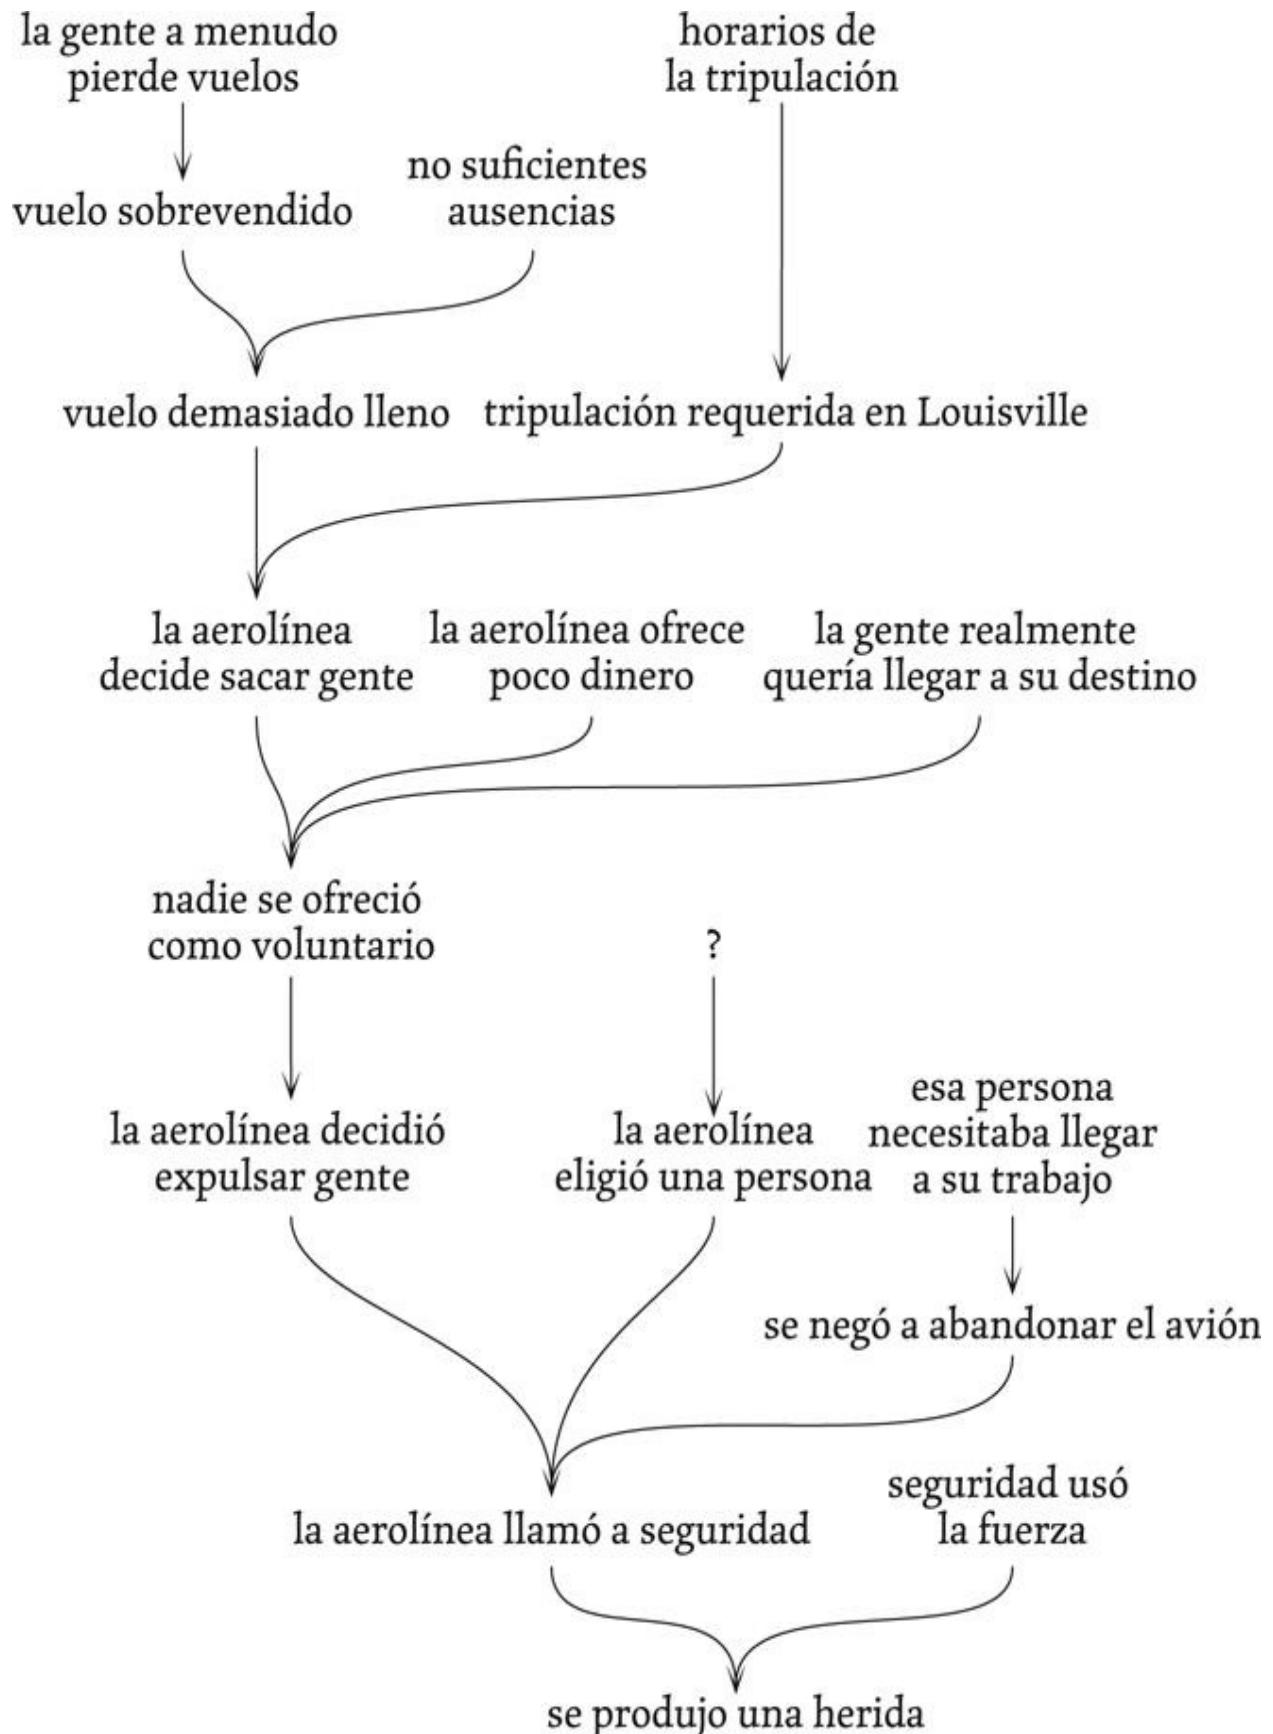 la gente a menudo
pierde vuelos
horarios de
la tripulación
vuelo sobrevendido
no suficientes
ausencias
vuelo demasiado lleno
tripulación requerida en Louisville
la aerolínea
decide sacar gente
la aerolínea ofrece
poco dinero
la gente realmente
quería llegar a su destino
nadie se ofreció
como voluntario
?
la aerolínea decidió
expulsar gente
la aerolínea
eligió una persona
esa persona
necesitaba llegar
a su trabajo
se negó a abandonar el avión
la aerolínea llamó a seguridad
seguridad usó
la fuerza
se produjo una herida